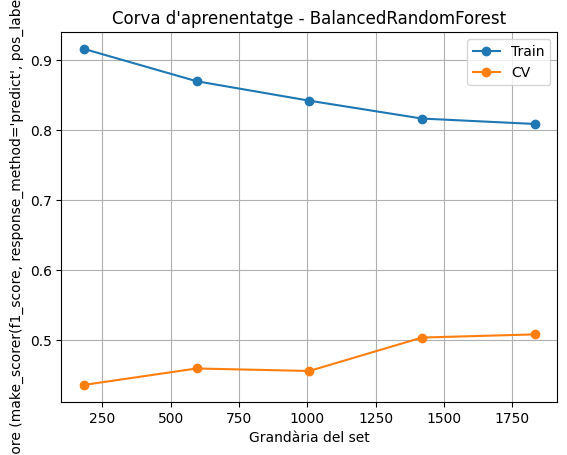 Corva d'aprenentatge - BalancedRandomForest
ore (make_scorer(f1_score, response_method='predict', pos_labe
0.9
0.8
0.7
0.6
0.5
Train
CV
250
500
750
1000
1250
1500
1750
Grandària del set